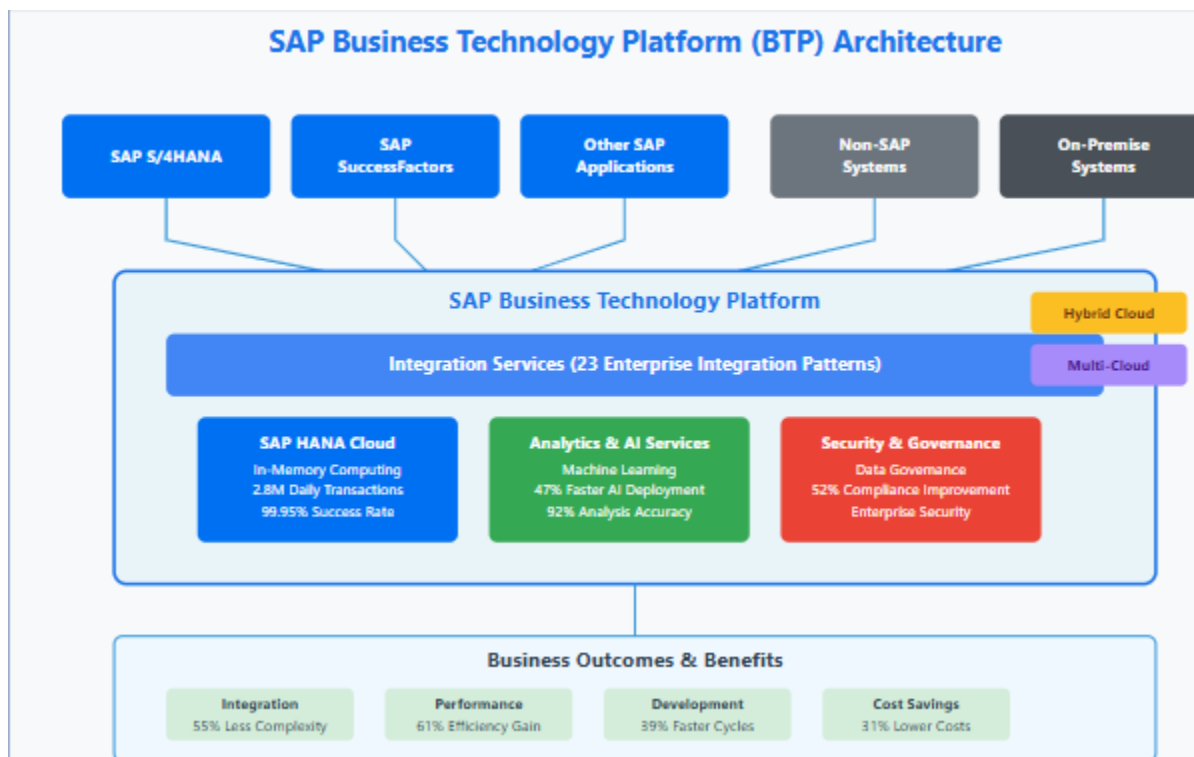 SAP Business Technology Platform (BTP) Architecture
SAP S/4HANA
SAP
SuccessFactors
Other SAP
Applications
Non-SAP
Systems
On-Premise
Systems
SAP Business Technology Platform
Hybrid Cloud
Integration Services (23 Enterprise Integration Patterns)
Multi-Cloud
SAP HANA Cloud
In-Memory Computing
2.8M Daily Transactions
99.95% Success Rate
Analytics & AI Services
Machine Learning
47% Faster AI Deployment
92% Analysis Accuracy
Security & Governance
Data Governance
52% Compliance Improvement
Enterprise Security
Business Outcomes & Benefits
Integration
55% Less Complexity
Performance
61% Efficiency Gain
Development
39% Faster Cycles
Cost Savings
31% Lower Costs